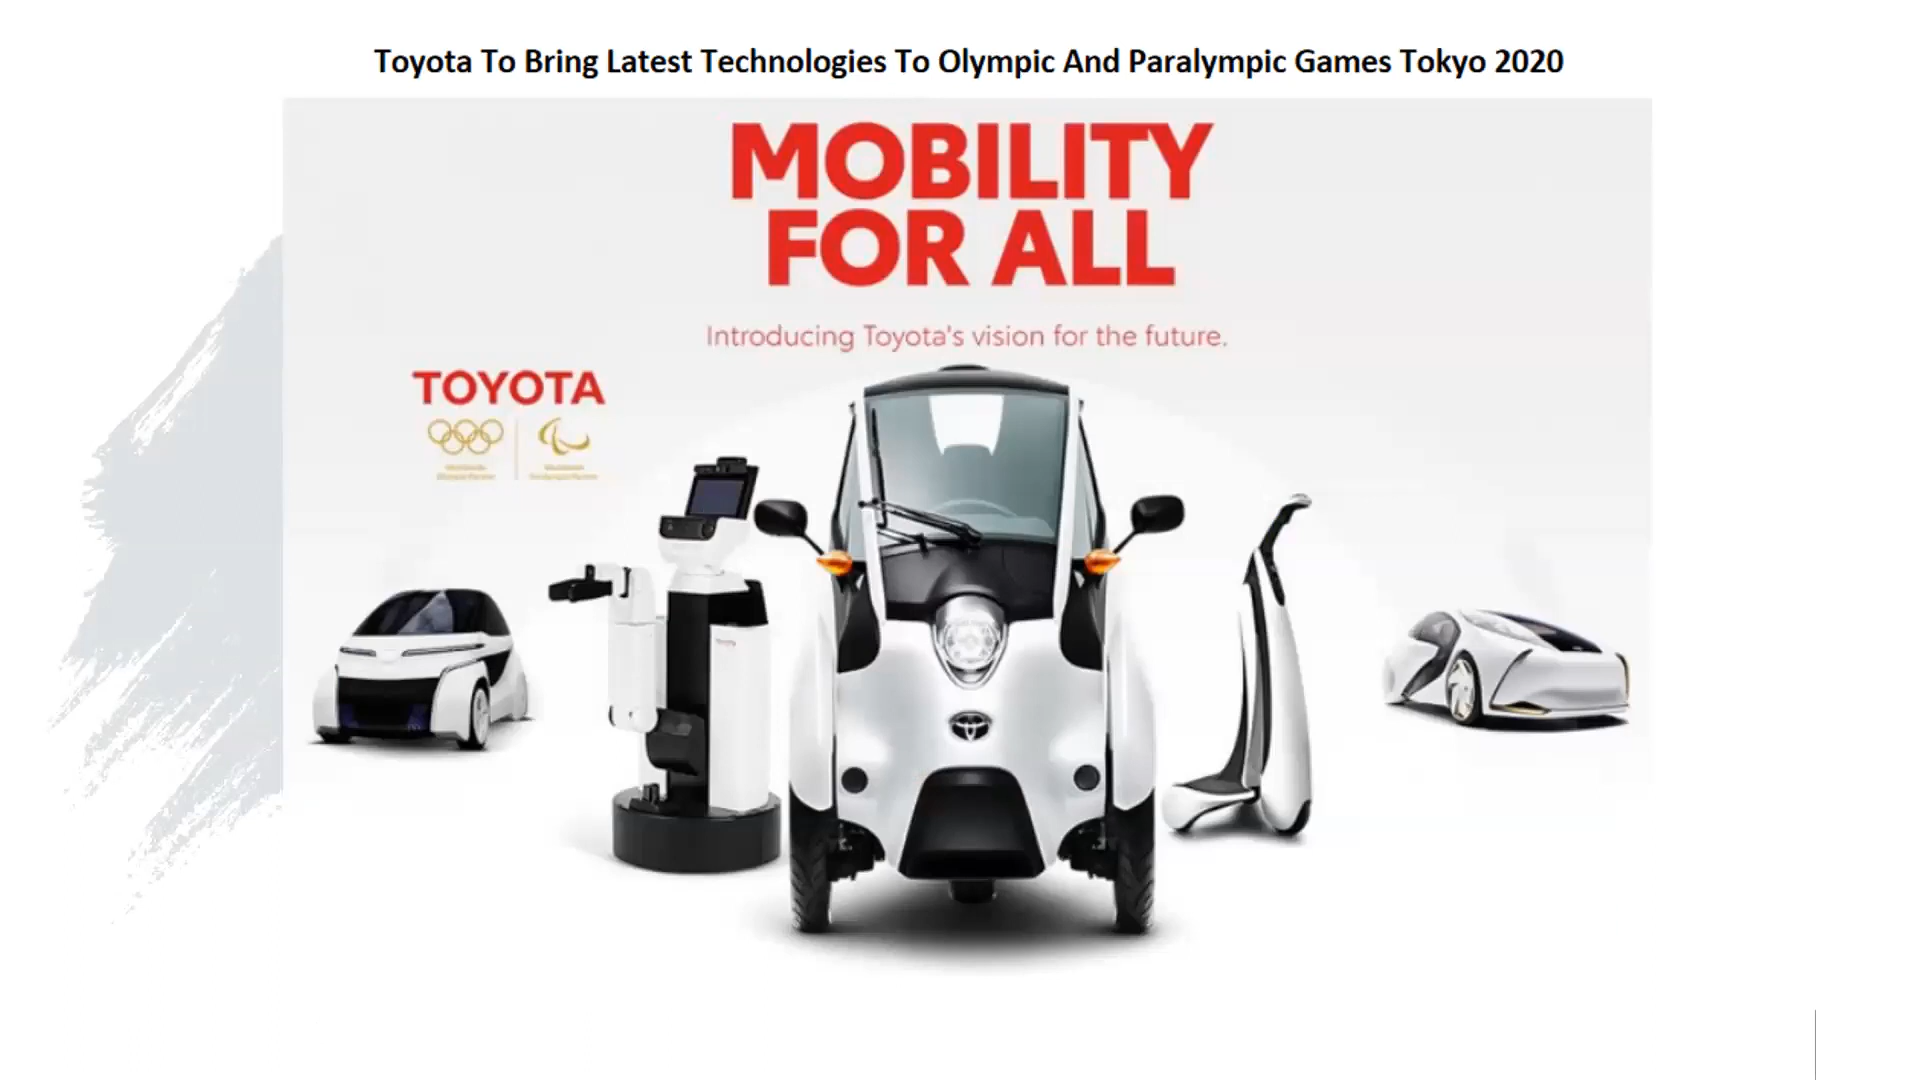 Toyota To Bring Latest Technologies To Olympic And Paralympic Games Tokyo 2020
MOBILITY
FOR ALL
Introducing Toyota's vision for the future.
TOYOTA